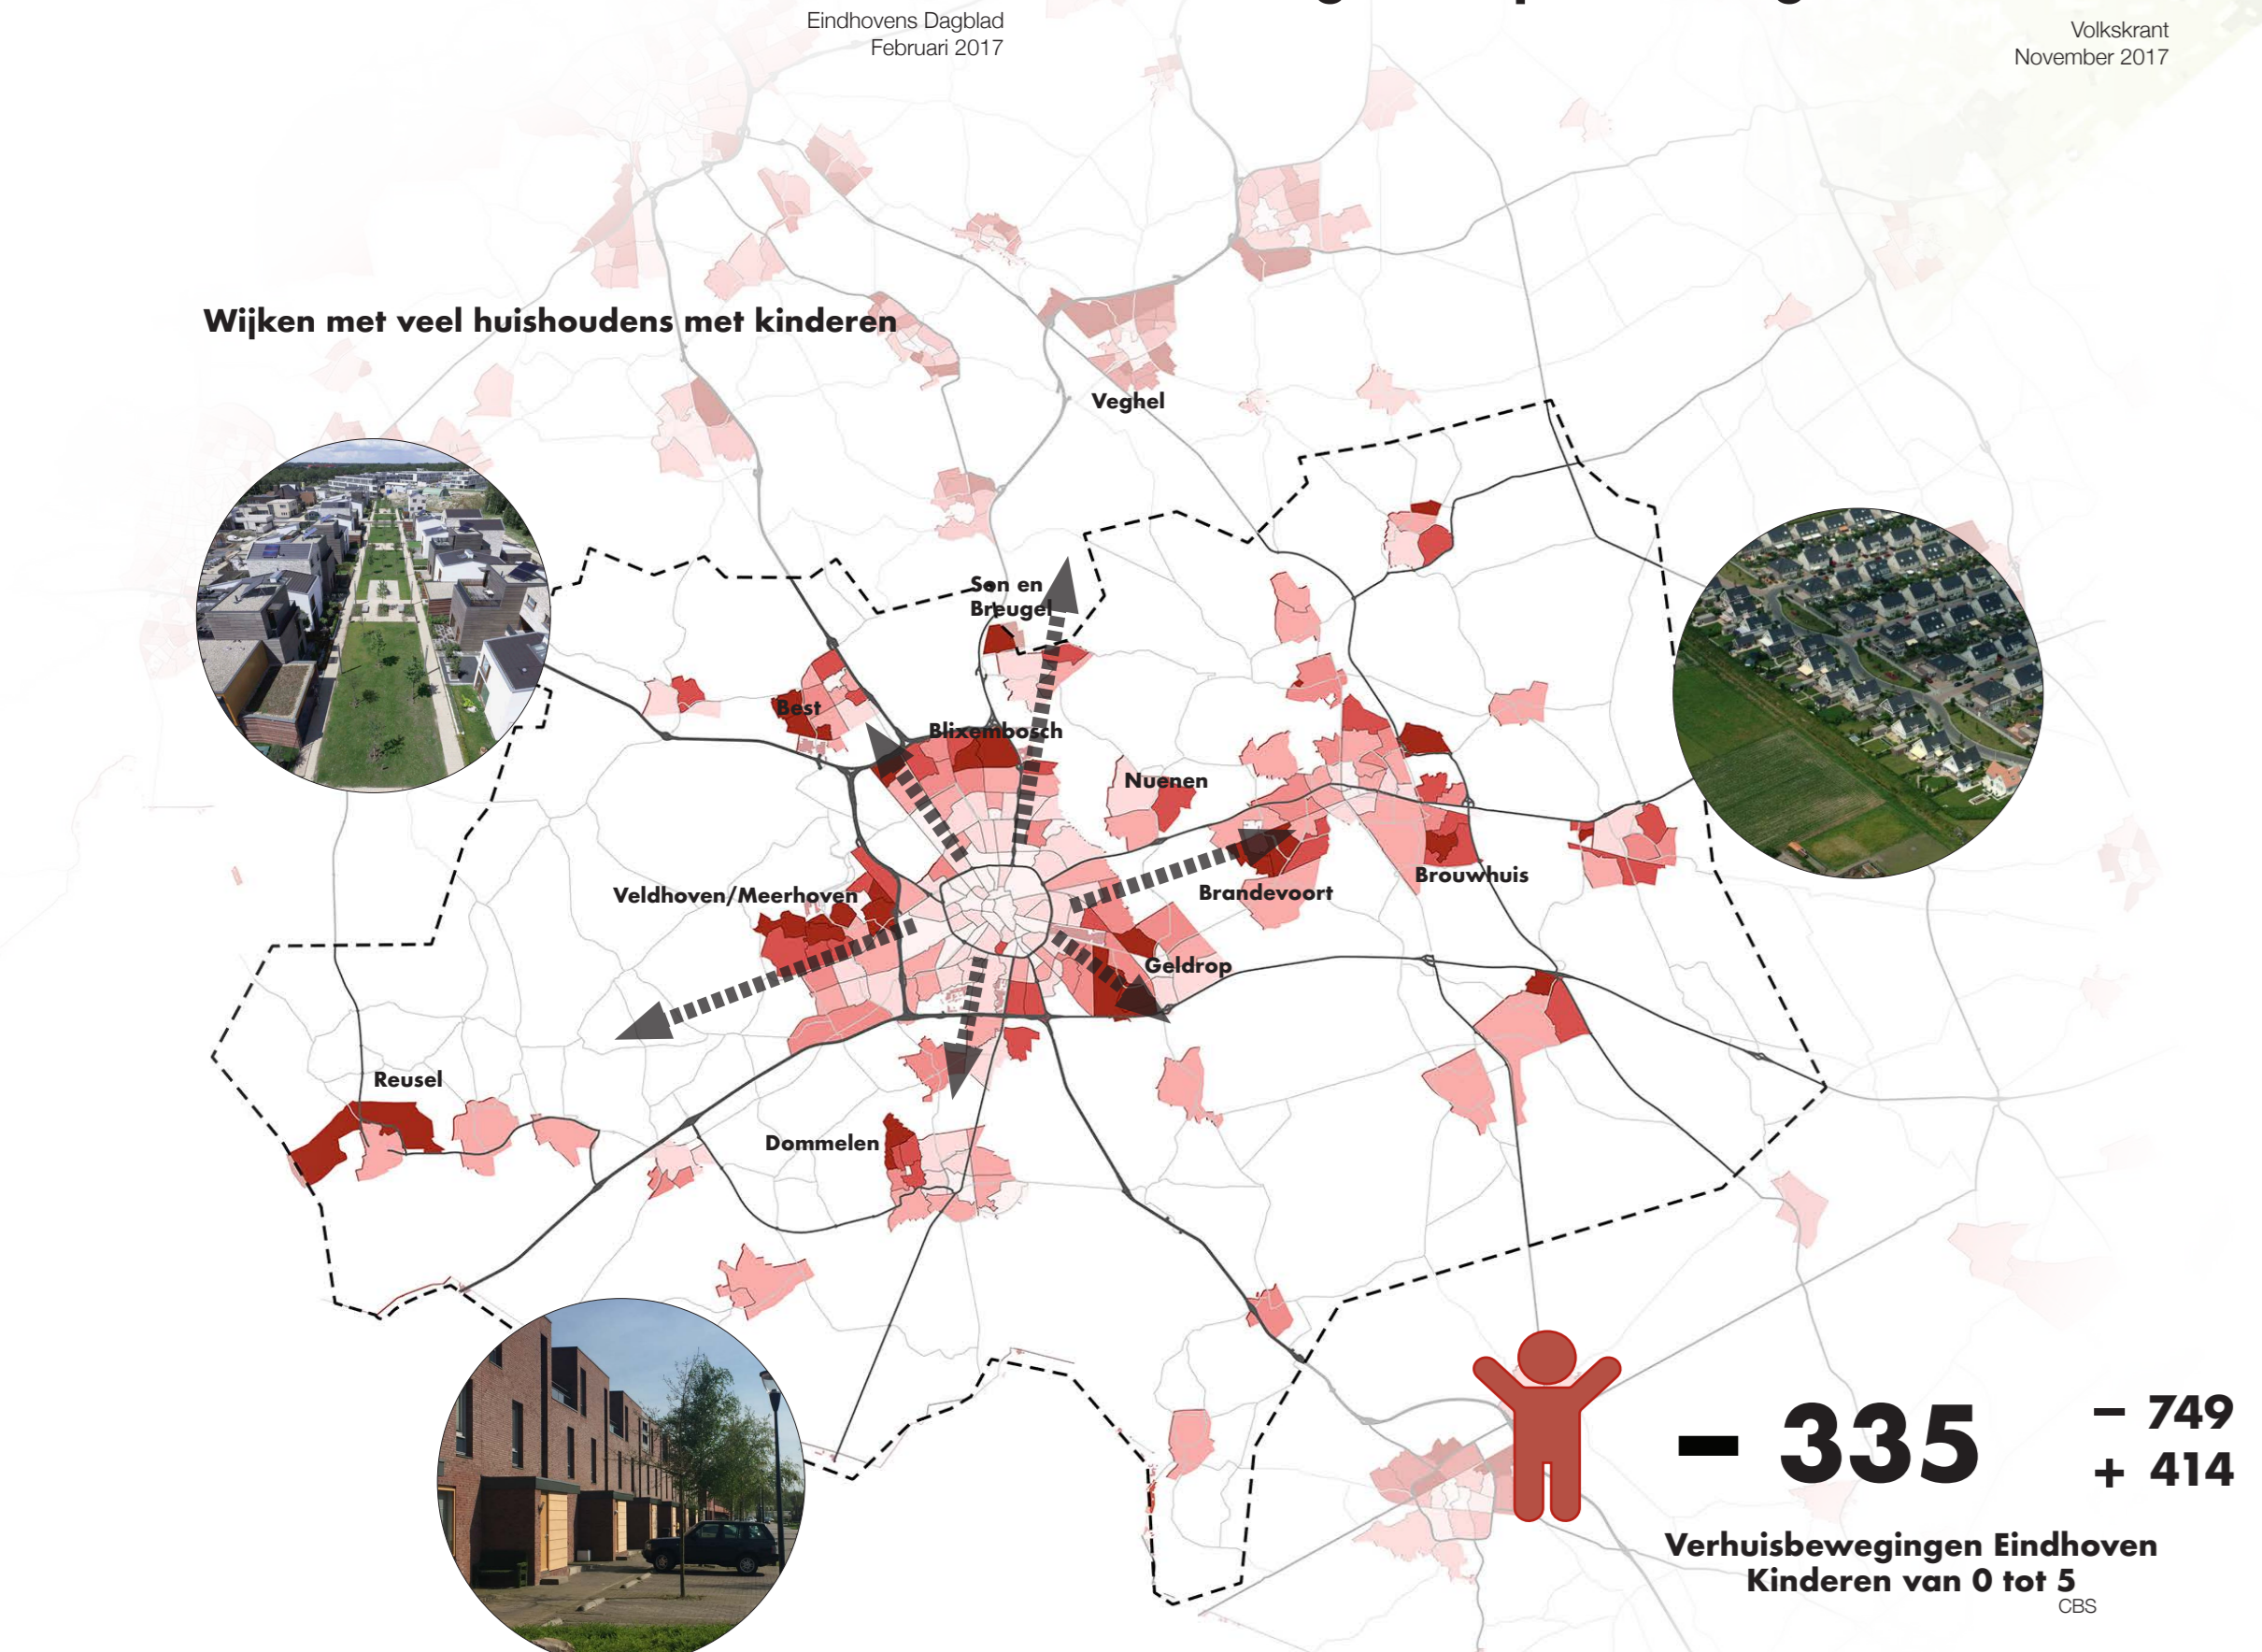 Eindhovens Dagblad
Februari 2017
Volkskrant
November 2017
Wijken met veel huishoudens met kinderen
Veghel
Son en
Breugel
Best
Blixembosch
Nuenen
Veldhoven/Meerhoven
Brandevoort
Brouwhuis
Geldrop
Reusel
Dommelen
– 335
– 749
+ 414
Verhuisbewegingen Eindhoven
Kinderen van 0 tot 5
CBS